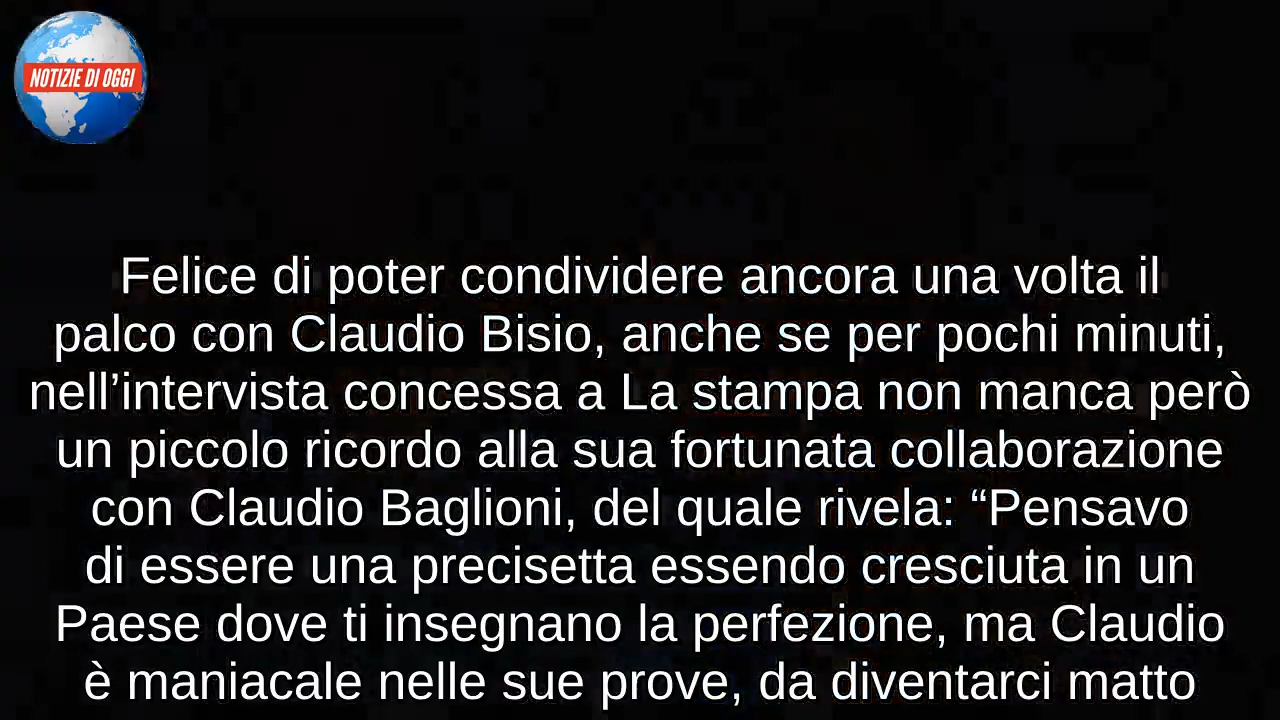 NOTIZIE DI OGGI
Felice di poter condividere ancora una volta il
palco con Claudio Bisio, anche se per pochi minuti,
nell’intervista concessa a La stampa non manca però
un piccolo ricordo alla sua fortunata collaborazione
con Claudio Baglioni, del quale rivela: “Pensavo
di essere una precisetta essendo cresciuta in un
Paese dove ti insegnano la perfezione, ma Claudio
è maniacale nelle sue prove, da diventarci matto